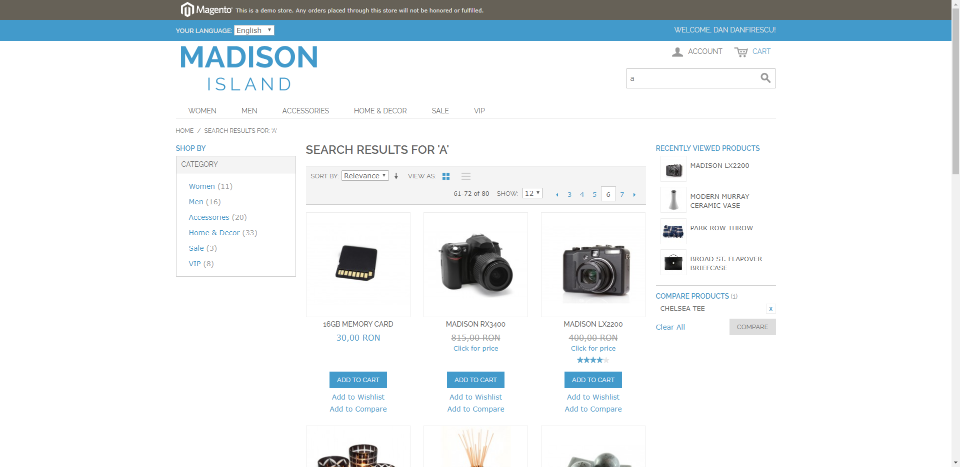 Magento This is a demo store. Any orders placed through this store will not be honored or fulfilled.
YOUR LANGUAGE: English WELCOME, DAN DANFIRESCU!
MADISON
ISLAND
ACCOUNT CART
a
WOMEN MEN ACCESSORIES HOME & DECOR SALE VIP
HOME / SEARCH RESULTS FOR: 'A'
SHOP BY
CATEGORY
Women (11)
Men (16)
Accessories (20)
Home & Decor (33)
Sale (3)
VIP (8)
SEARCH RESULTS FOR 'A'
SORT BY Relevance VIEW AS
61-72 of 80 SHOW: 12 3 4 5 6 7
16GB MEMORY CARD
30,00 RON
ADD TO CART
Add to Wishlist
Add to Compare
MADISON RX3400
815,00 RON
Click for price
ADD TO CART
Add to Wishlist
Add to Compare
MADISON LX2200
400,00 RON
Click for price
ADD TO CART
Add to Wishlist
Add to Compare
RECENTLY VIEWED PRODUCTS
MADISON LX2200
MODERN MURRAY
CERAMIC VASE
PARK ROW THROW
BROAD ST. FLAPOVER
BRIEFCASE
COMPARE PRODUCTS (1)
CHELSEA TEE x
Clear All COMPARE